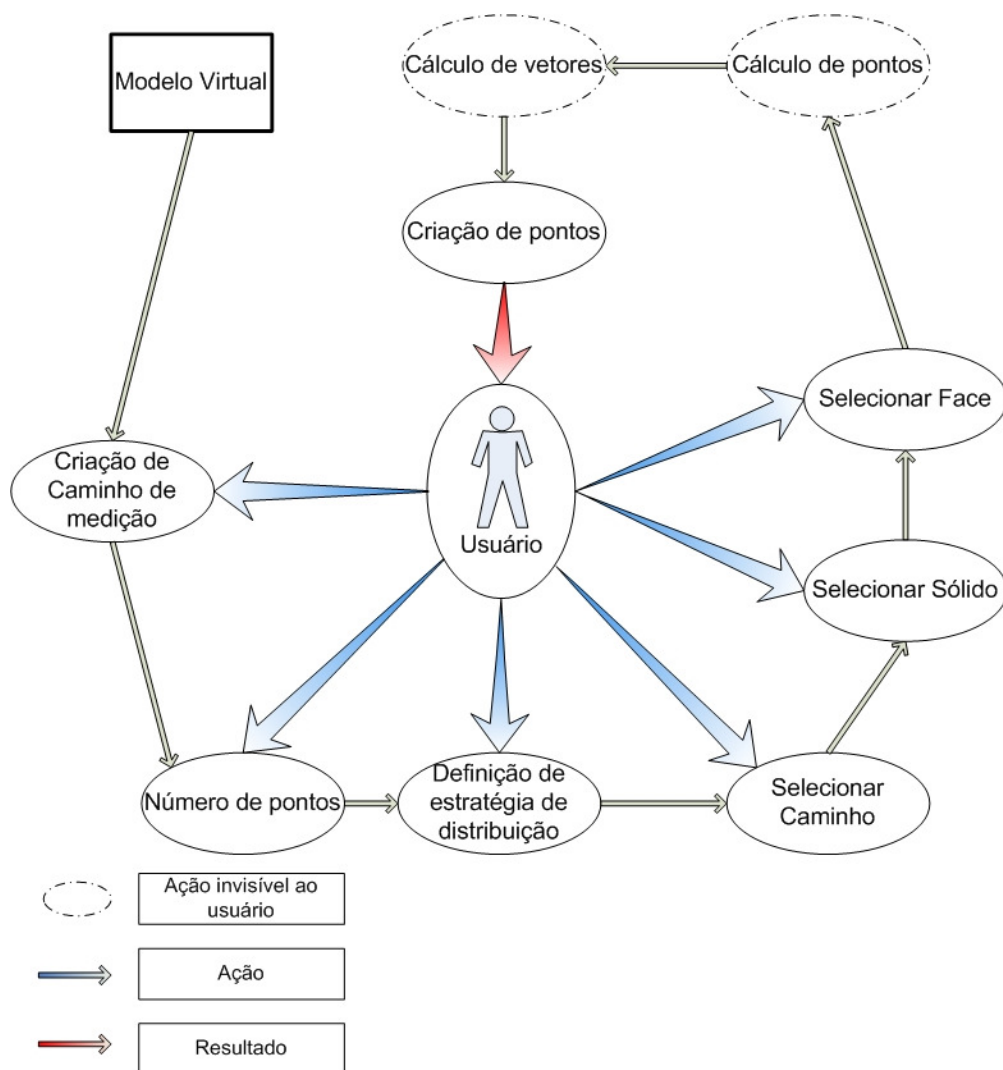 Modelo Virtual
Cálculo de vetores
Cálculo de pontos
Criação de pontos
Selecionar Face
Criação de
Caminho de
medição
Usuário
Selecionar Sólido
Número de pontos
Definição de
estratégia de
distribuição
Selecionar
Caminho
Ação invisível ao
usuário
Ação
Resultado